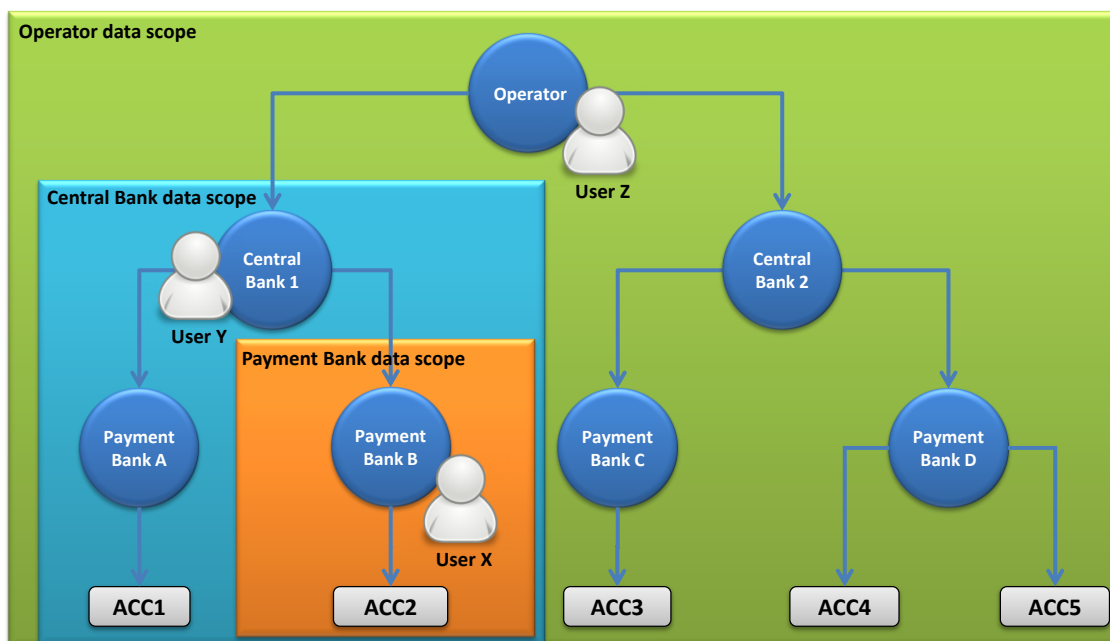 Operator data scope
Operator
User Z
Central Bank data scope
Central
Bank 1
Central
Bank 2
User Y
Payment Bank data scope
Payment
Bank A
Payment
Bank B
Payment
Bank C
Payment
Bank D
User X
ACC1
ACC2
ACC3
ACC4
ACC5